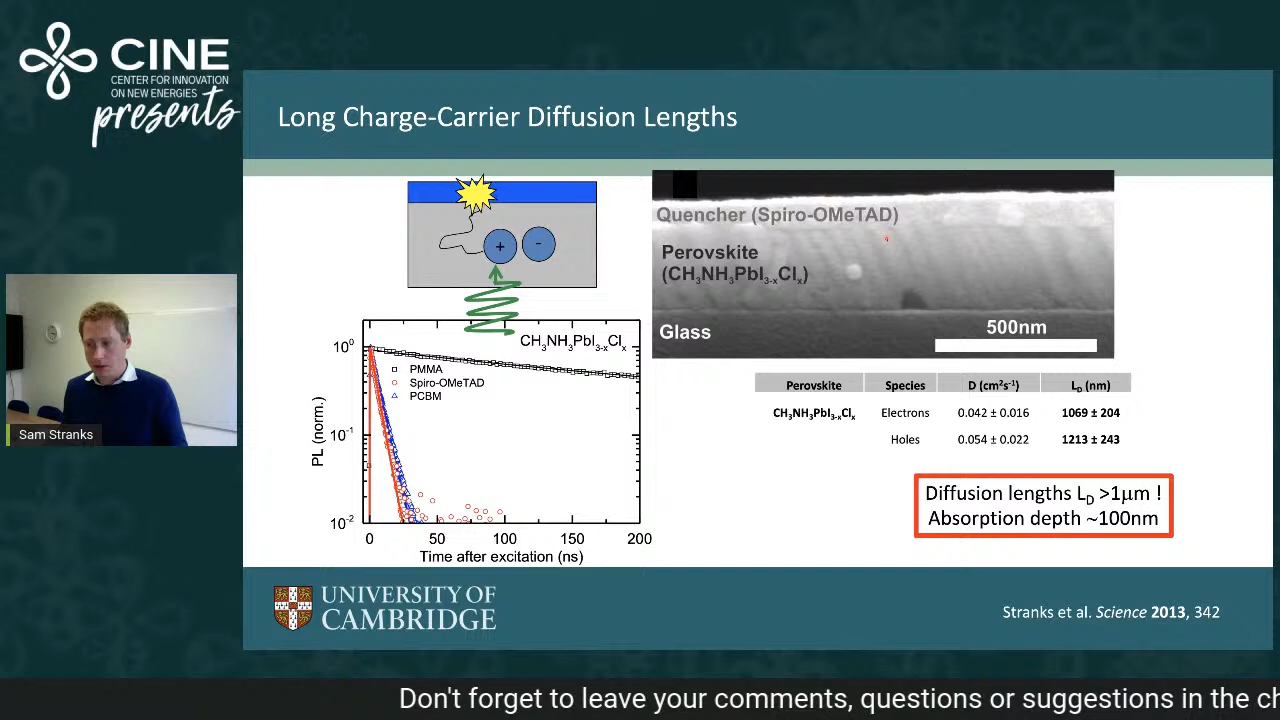 CINE
CENTER FOR INNOVATION
ON NEW ENERGIES
presents
Long Charge-Carrier Diffusion Lengths
+
-
Quencher (Spiro-OMeTAD)
Perovskite
(CH₃NH₃PbI₃₋ₓClₓ)
Glass
500nm
CH₃NH₃PbI₃₋ₓClₓ
PMMA
Spiro-OMeTAD
PCBM
PL (norm.)
10⁰
10⁻¹
10⁻²
0 50 100 150 200
Time after excitation (ns)
Perovskite Species D (cm²s⁻¹) L_D (nm)
CH₃NH₃PbI₃₋ₓClₓ Electrons 0.042 ± 0.016 1069 ± 204
Holes 0.054 ± 0.022 1213 ± 243
Diffusion lengths L_D >1μm !
Absorption depth ~100nm
Sam Stranks
UNIVERSITY OF
CAMBRIDGE
Stranks et al. Science 2013, 342
Don't forget to leave your comments, questions or suggestions in the ch